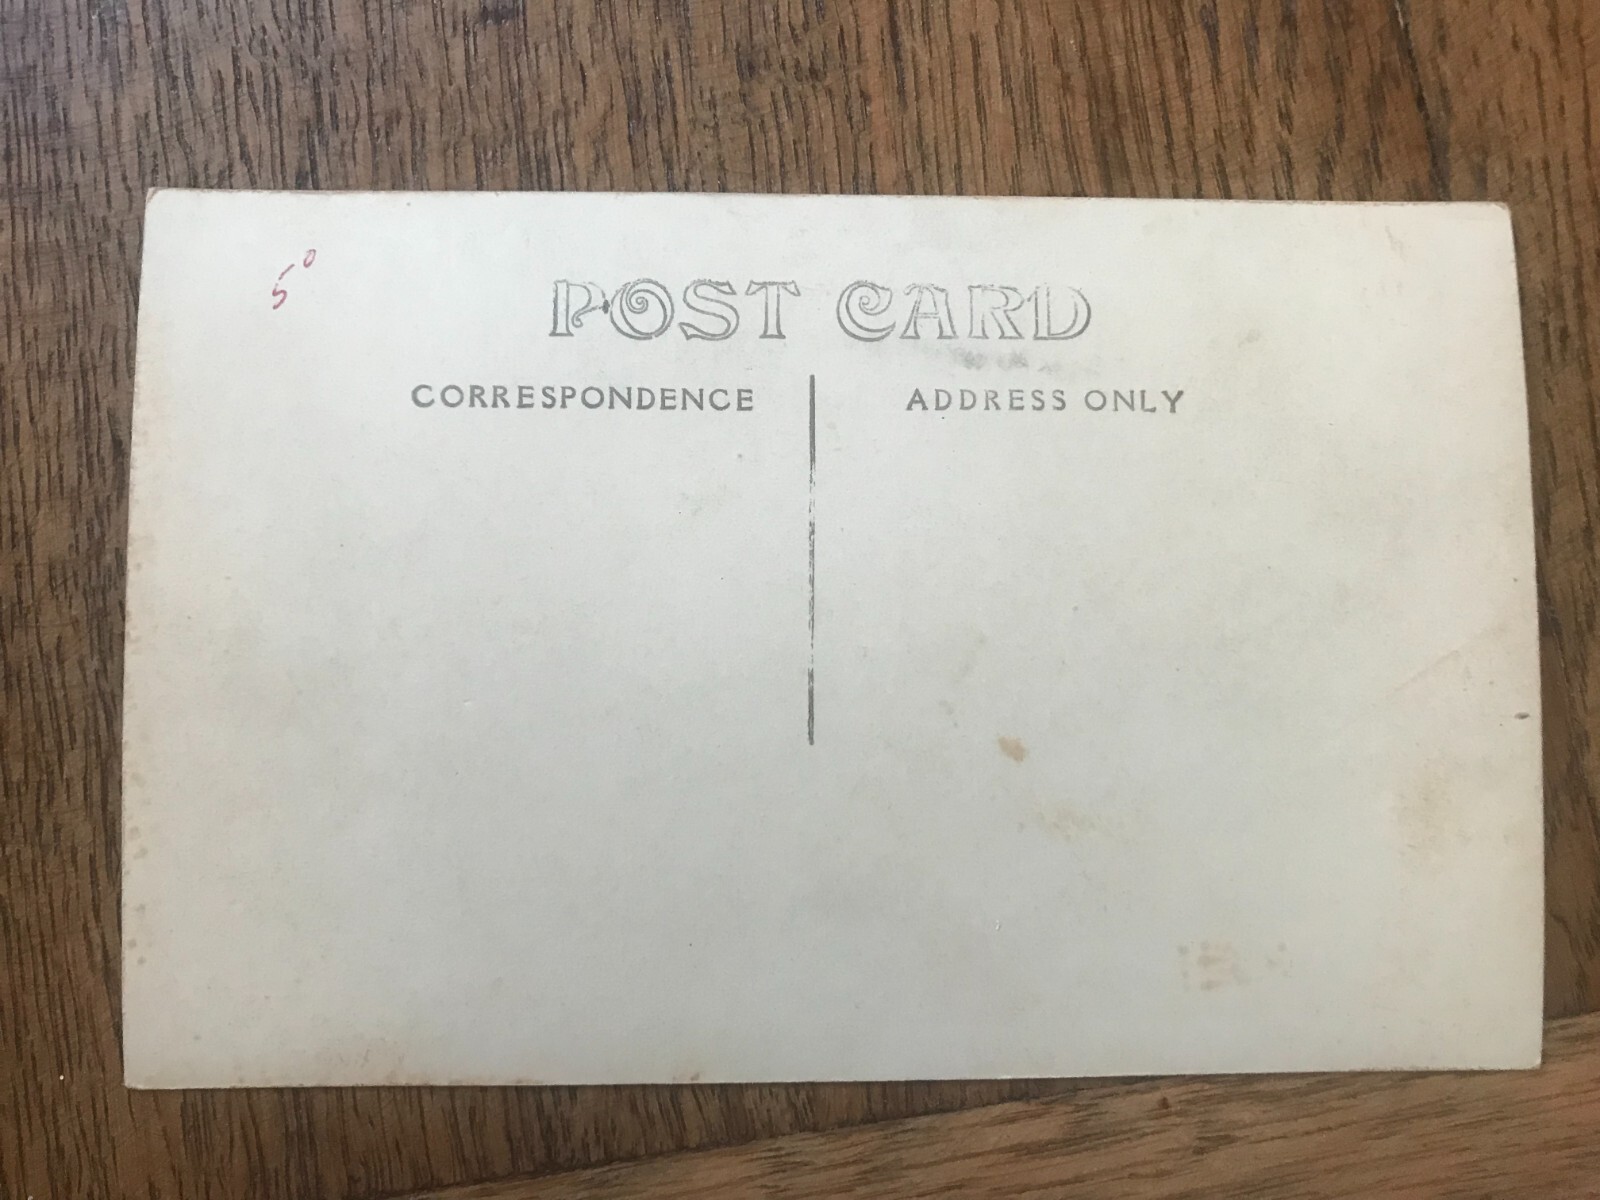 5⁰
POST CARD
CORRESPONDENCE
ADDRESS ONLY